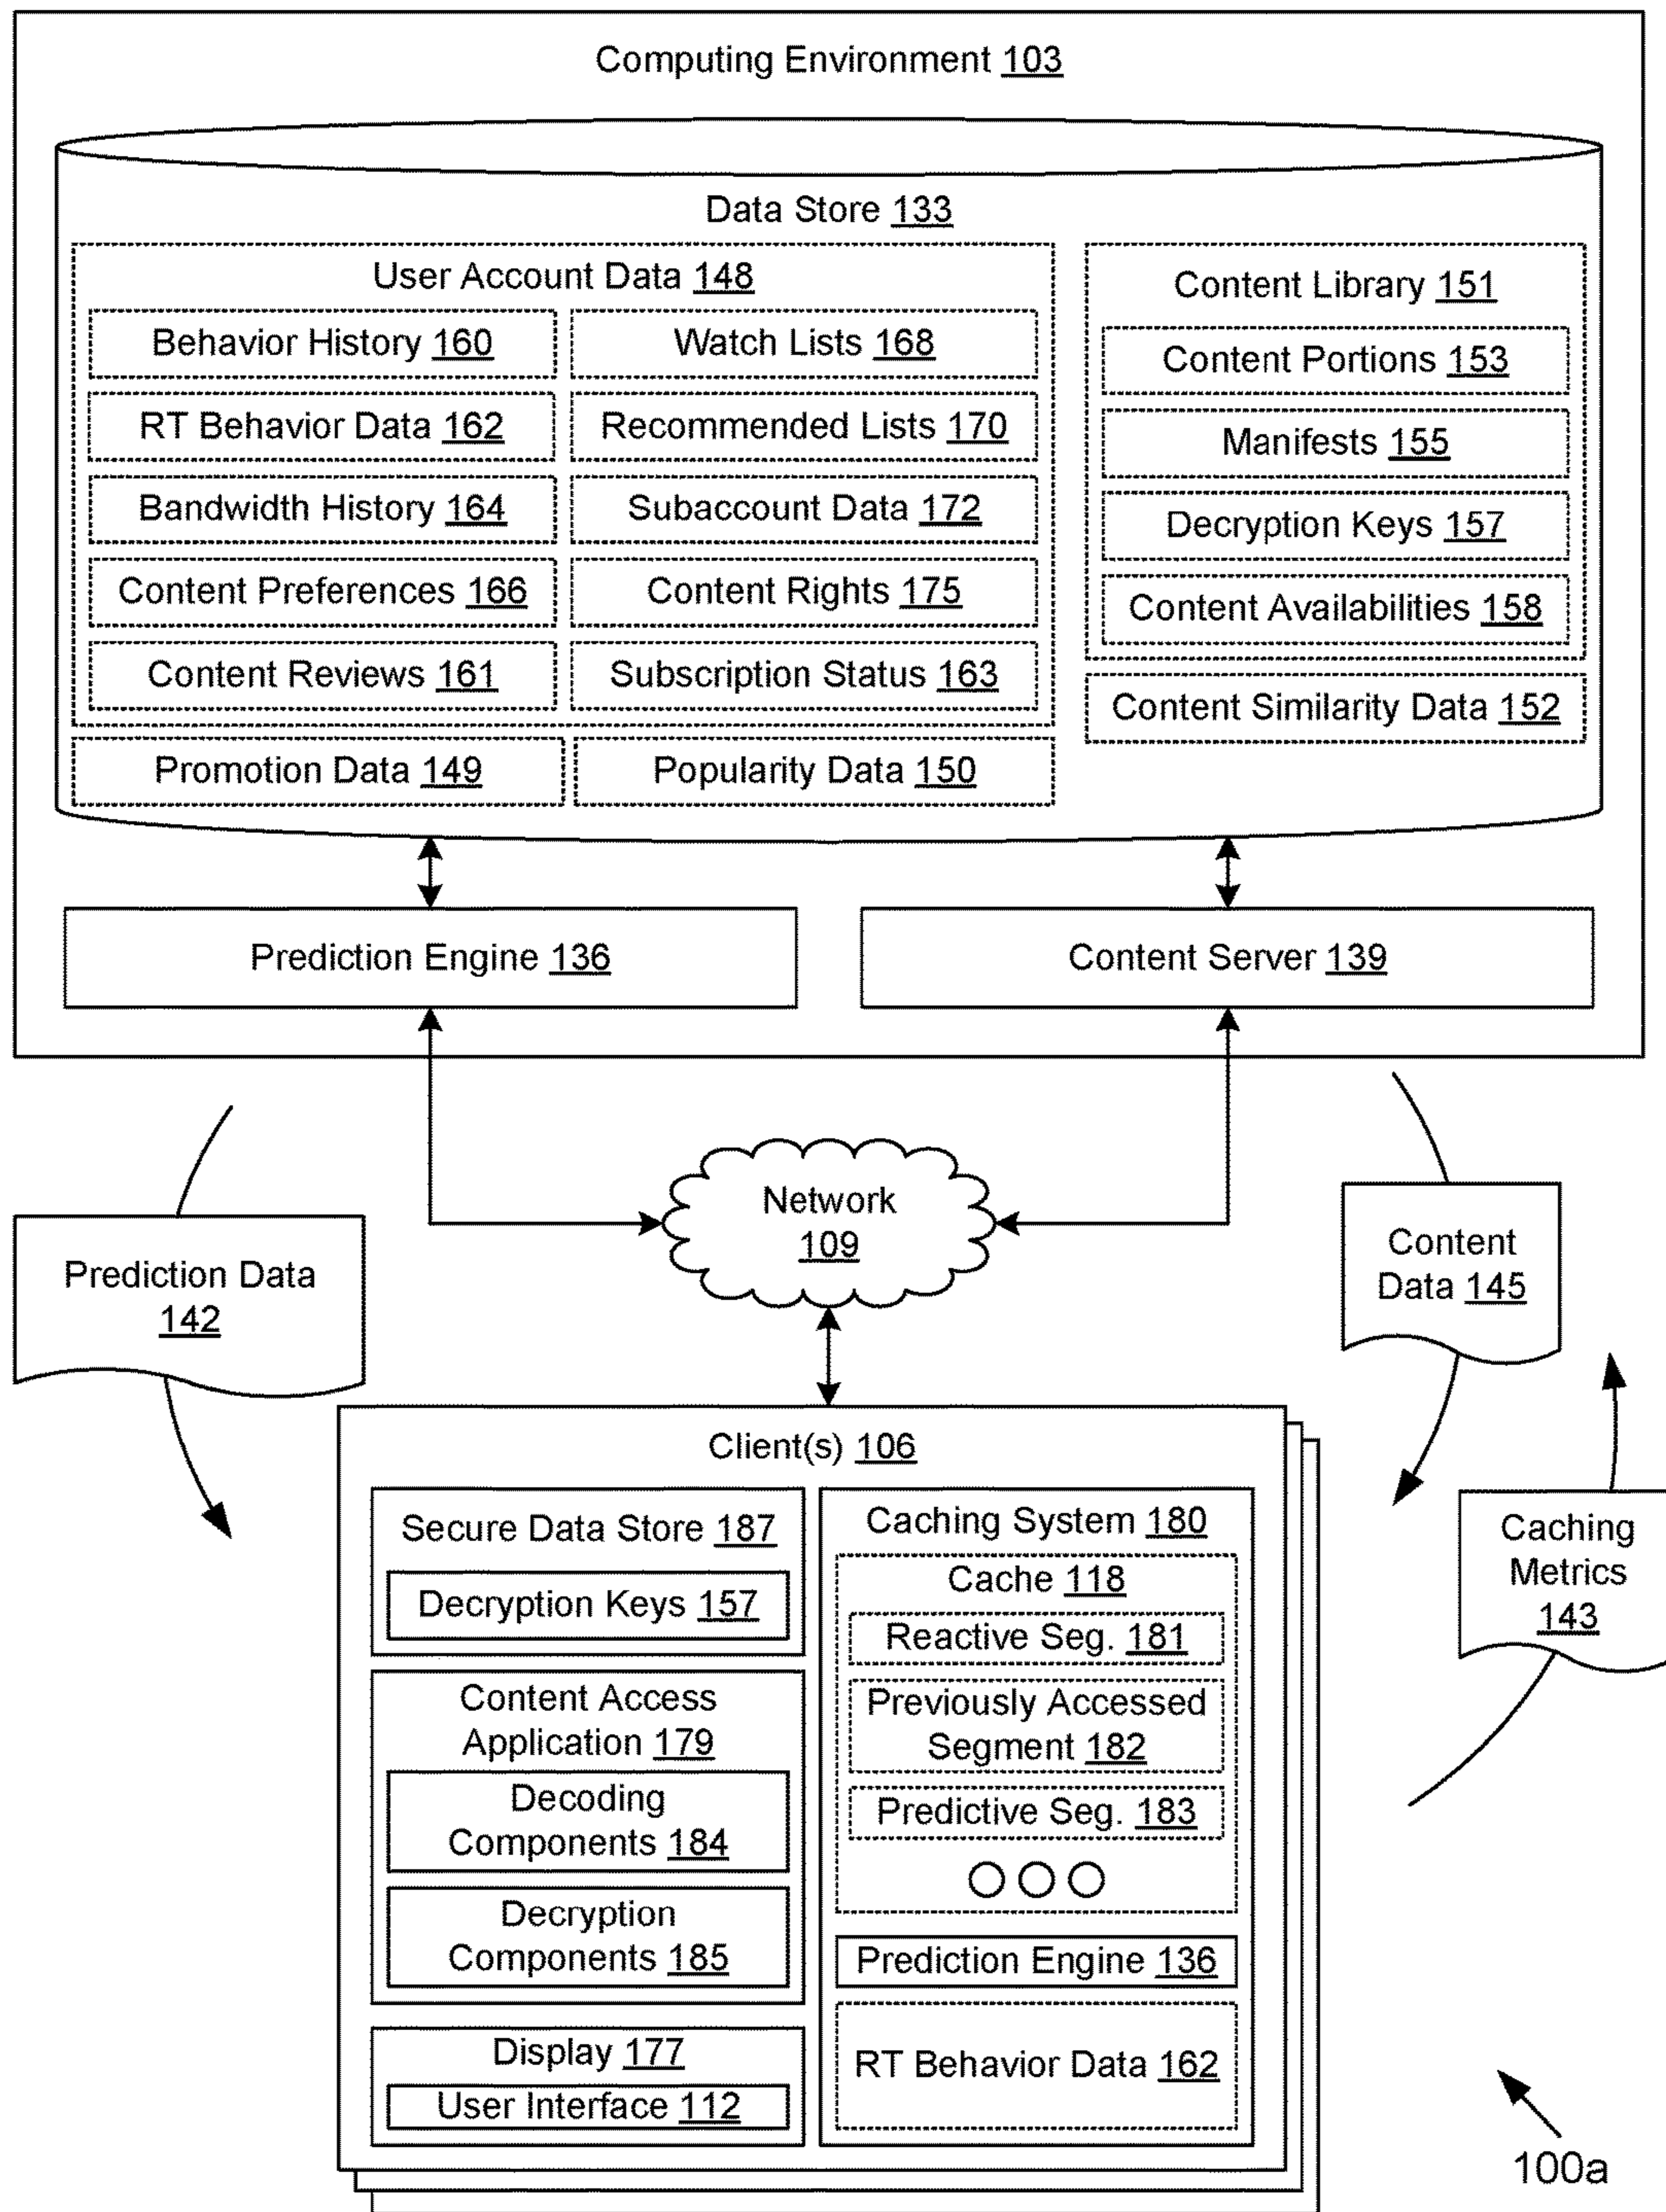 Computing Environment 103
Data Store 133
User Account Data 148
Behavior History 160
Watch Lists 168
RT Behavior Data 162
Recommended Lists 170
Bandwidth History 164
Subaccount Data 172
Content Preferences 166
Content Rights 175
Content Reviews 161
Subscription Status 163
Promotion Data 149
Popularity Data 150
Content Library 151
Content Portions 153
Manifests 155
Decryption Keys 157
Content Availabilities 158
Content Similarity Data 152
Prediction Engine 136
Content Server 139
Network
109
Prediction Data
142
Content
Data 145
Caching
Metrics
143
Client(s) 106
Secure Data Store 187
Decryption Keys 157
Content Access
Application 179
Decoding
Components 184
Decryption
Components 185
Display 177
User Interface 112
Caching System 180
Cache 118
Reactive Seg. 181
Previously Accessed
Segment 182
Predictive Seg. 183
Prediction Engine 136
RT Behavior Data 162
100a